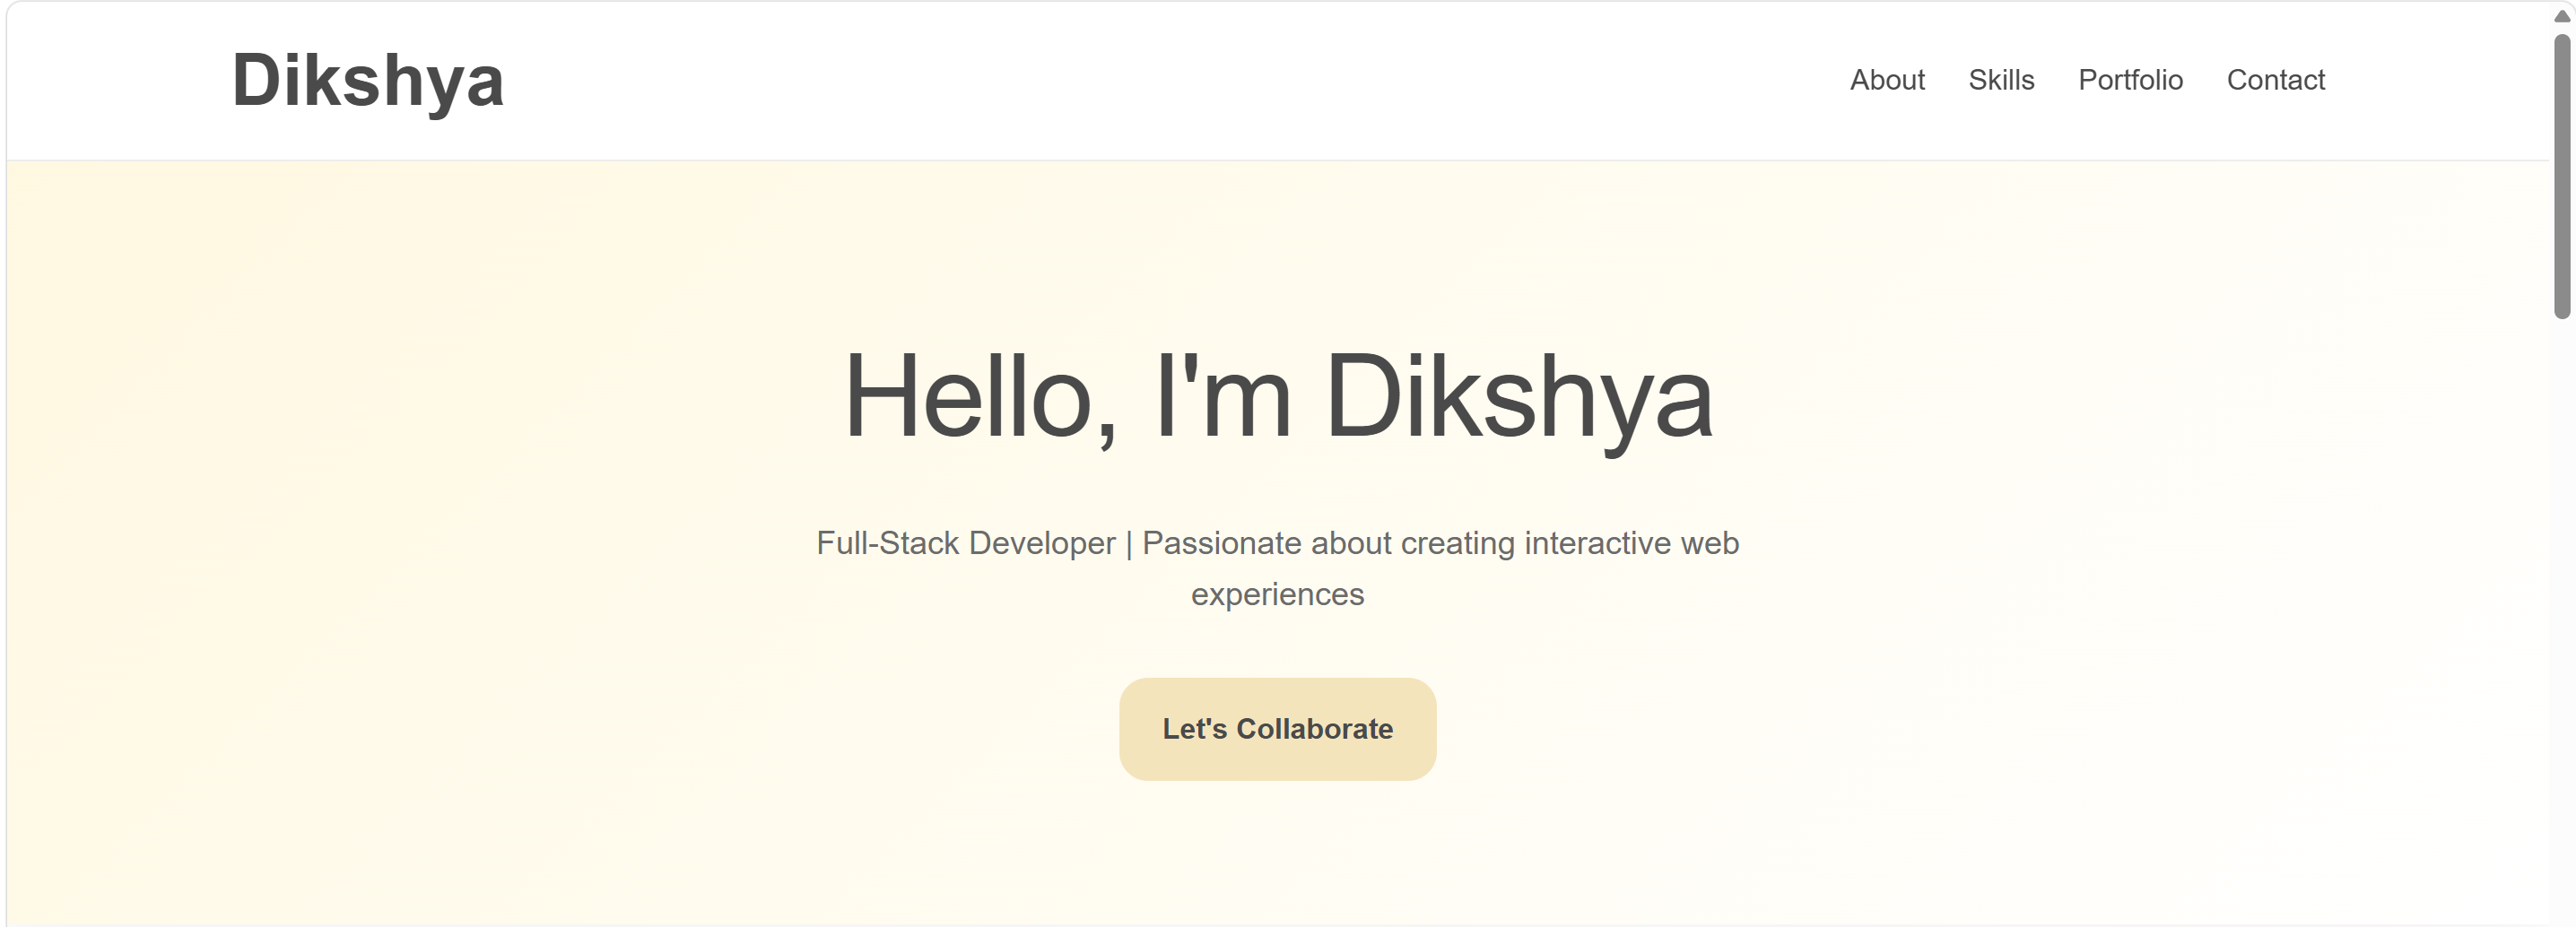 Dikshya
About Skills Portfolio Contact
Hello, I'm Dikshya
Full-Stack Developer | Passionate about creating interactive web
experiences
Let's Collaborate